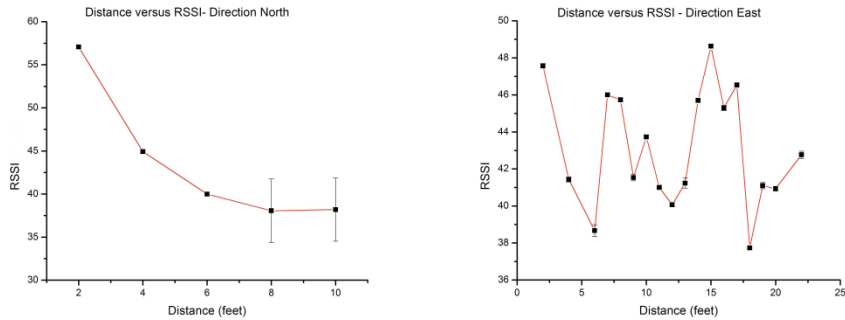 Distance versus RSSI- Direction North
60
55
50
45
40
35
30
RSSI
2 4 6 8 10
Distance (feet)
Distance versus RSSI - Direction East
50
48
46
44
42
40
38
36
RSSI
0 5 10 15 20 25
Distance (feet)